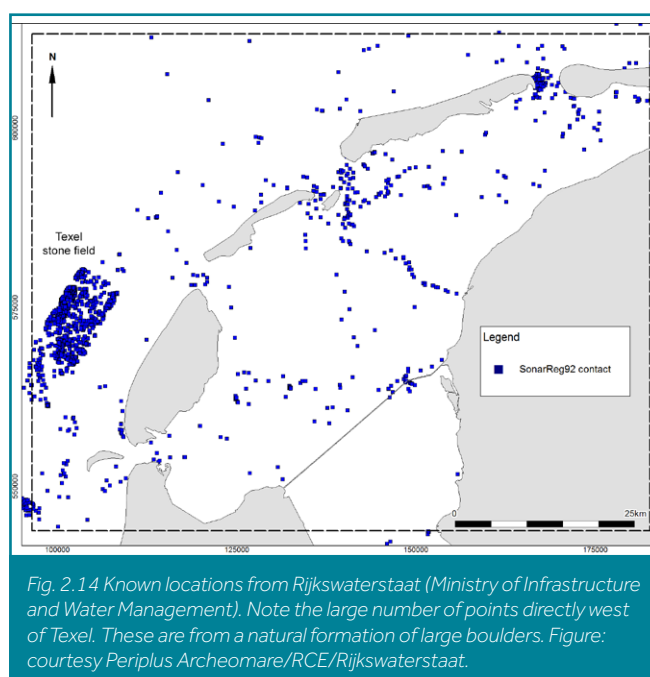 N
600000
Texel
stone field
575000
Legend
SonarReg92 contact
550000
0
25km
100000
125000
150000
175000
Fig. 2.14 Known locations from Rijkswaterstaat (Ministry of Infrastructure
and Water Management). Note the large number of points directly west
of Texel. These are from a natural formation of large boulders. Figure:
courtesy Periplus Archeomare/RCE/Rijkswaterstaat.